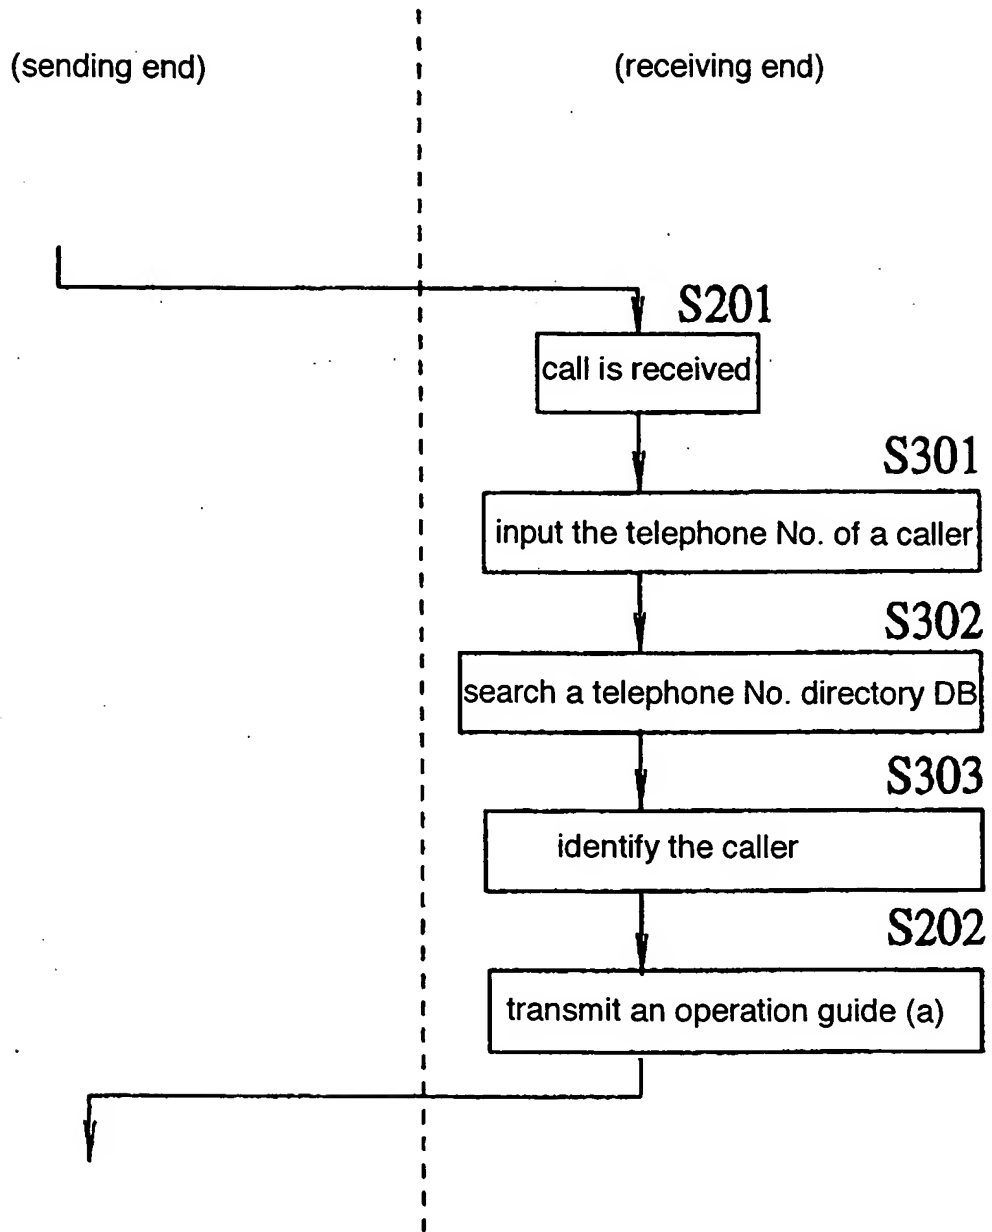 (sending end)
(receiving end)
S201
call is received
S301
input the telephone No. of a caller
S302
search a telephone No. directory DB
S303
identify the caller
S202
transmit an operation guide (a)